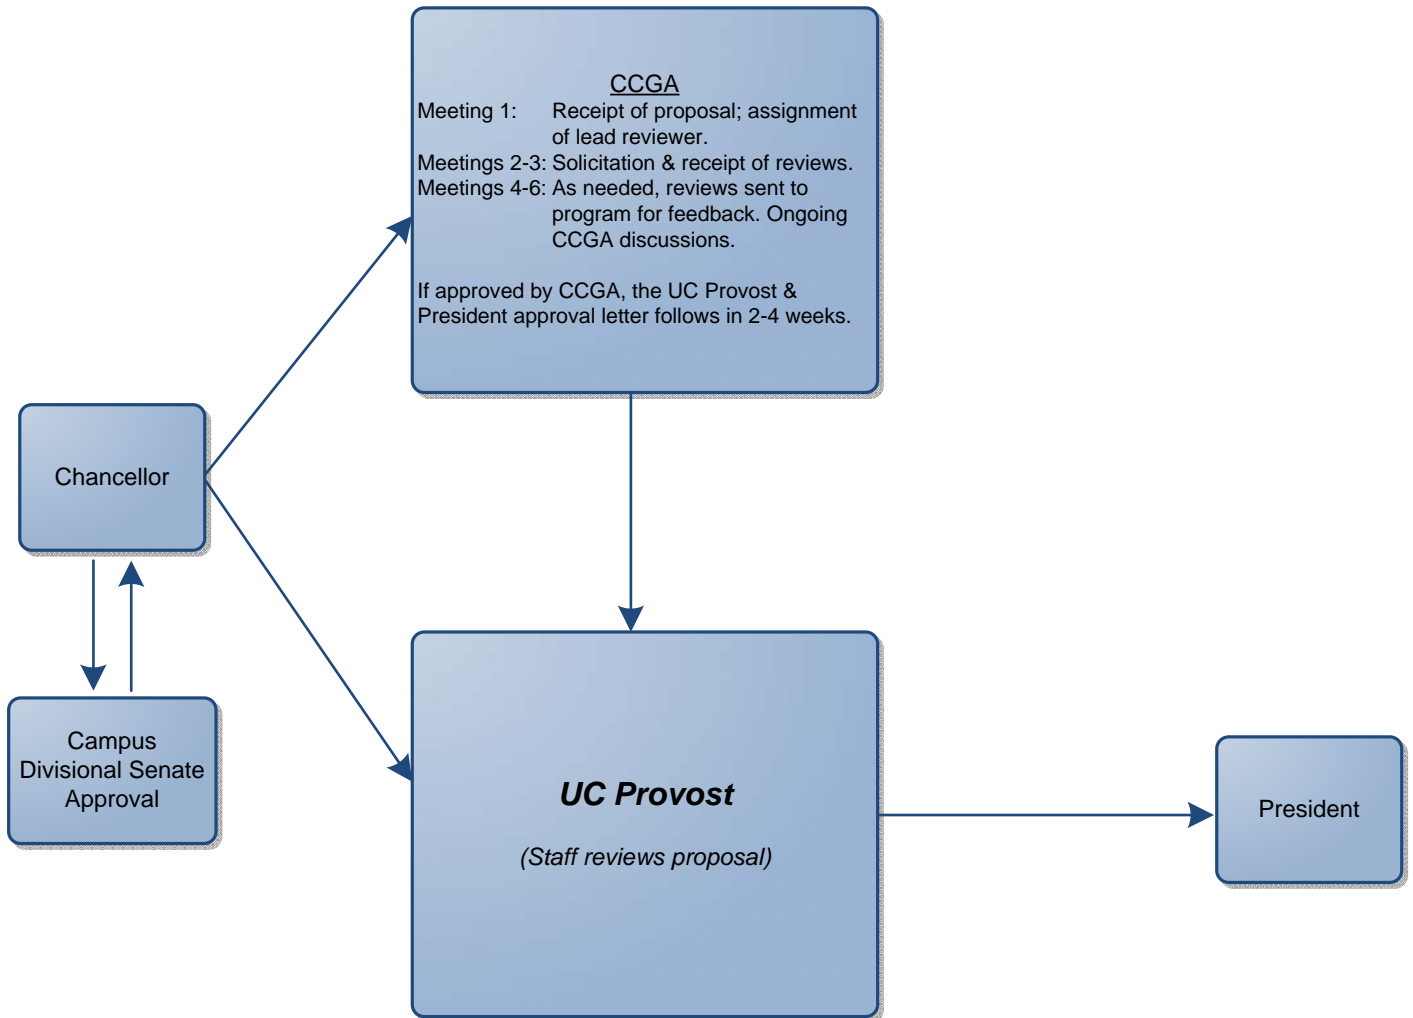 CCGA
Meeting 1: Receipt of proposal; assignment
of lead reviewer.
Meetings 2-3: Solicitation & receipt of reviews.
Meetings 4-6: As needed, reviews sent to
program for feedback. Ongoing
CCGA discussions.
If approved by CCGA, the UC Provost &
President approval letter follows in 2-4 weeks.
Chancellor
Campus
Divisional Senate
Approval
UC Provost
(Staff reviews proposal)
President